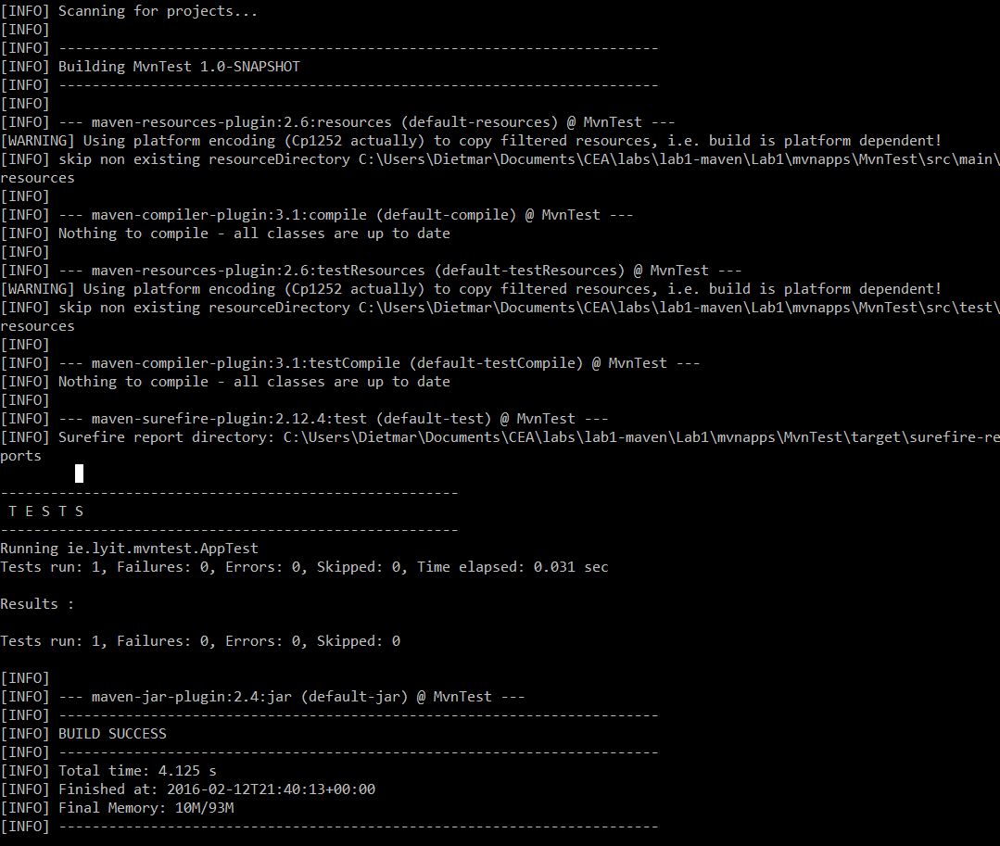 [INFO] Scanning for projects...
[INFO]
[INFO] ------------------------------------------------------------------------
[INFO] Building MvnTest 1.0-SNAPSHOT
[INFO] ------------------------------------------------------------------------
[INFO]
[INFO] --- maven-resources-plugin:2.6:resources (default-resources) @ MvnTest ---
[WARNING] Using platform encoding (Cp1252 actually) to copy filtered resources, i.e. build is platform dependent!
[INFO] skip non existing resourceDirectory C:\Users\Dietmar\Documents\CEA\labs\lab1-maven\Lab1\mvnapps\MvnTest\src\main\
resources
[INFO]
[INFO] --- maven-compiler-plugin:3.1:compile (default-compile) @ MvnTest ---
[INFO] Nothing to compile - all classes are up to date
[INFO]
[INFO] --- maven-resources-plugin:2.6:testResources (default-testResources) @ MvnTest ---
[WARNING] Using platform encoding (Cp1252 actually) to copy filtered resources, i.e. build is platform dependent!
[INFO] skip non existing resourceDirectory C:\Users\Dietmar\Documents\CEA\labs\lab1-maven\Lab1\mvnapps\MvnTest\src\test\
resources
[INFO]
[INFO] --- maven-compiler-plugin:3.1:testCompile (default-testCompile) @ MvnTest ---
[INFO] Nothing to compile - all classes are up to date
[INFO]
[INFO] --- maven-surefire-plugin:2.12.4:test (default-test) @ MvnTest ---
[INFO] Surefire report directory: C:\Users\Dietmar\Documents\CEA\labs\lab1-maven\Lab1\mvnapps\MvnTest\target\surefire-re
ports
-------------------------------------------------------
 T E S T S
-------------------------------------------------------
Running ie.lyit.mvntest.AppTest
Tests run: 1, Failures: 0, Errors: 0, Skipped: 0, Time elapsed: 0.031 sec
Results :
Tests run: 1, Failures: 0, Errors: 0, Skipped: 0
[INFO]
[INFO] --- maven-jar-plugin:2.4:jar (default-jar) @ MvnTest ---
[INFO] ------------------------------------------------------------------------
[INFO] BUILD SUCCESS
[INFO] ------------------------------------------------------------------------
[INFO] Total time: 4.125 s
[INFO] Finished at: 2016-02-12T21:40:13+00:00
[INFO] Final Memory: 10M/93M
[INFO] ------------------------------------------------------------------------